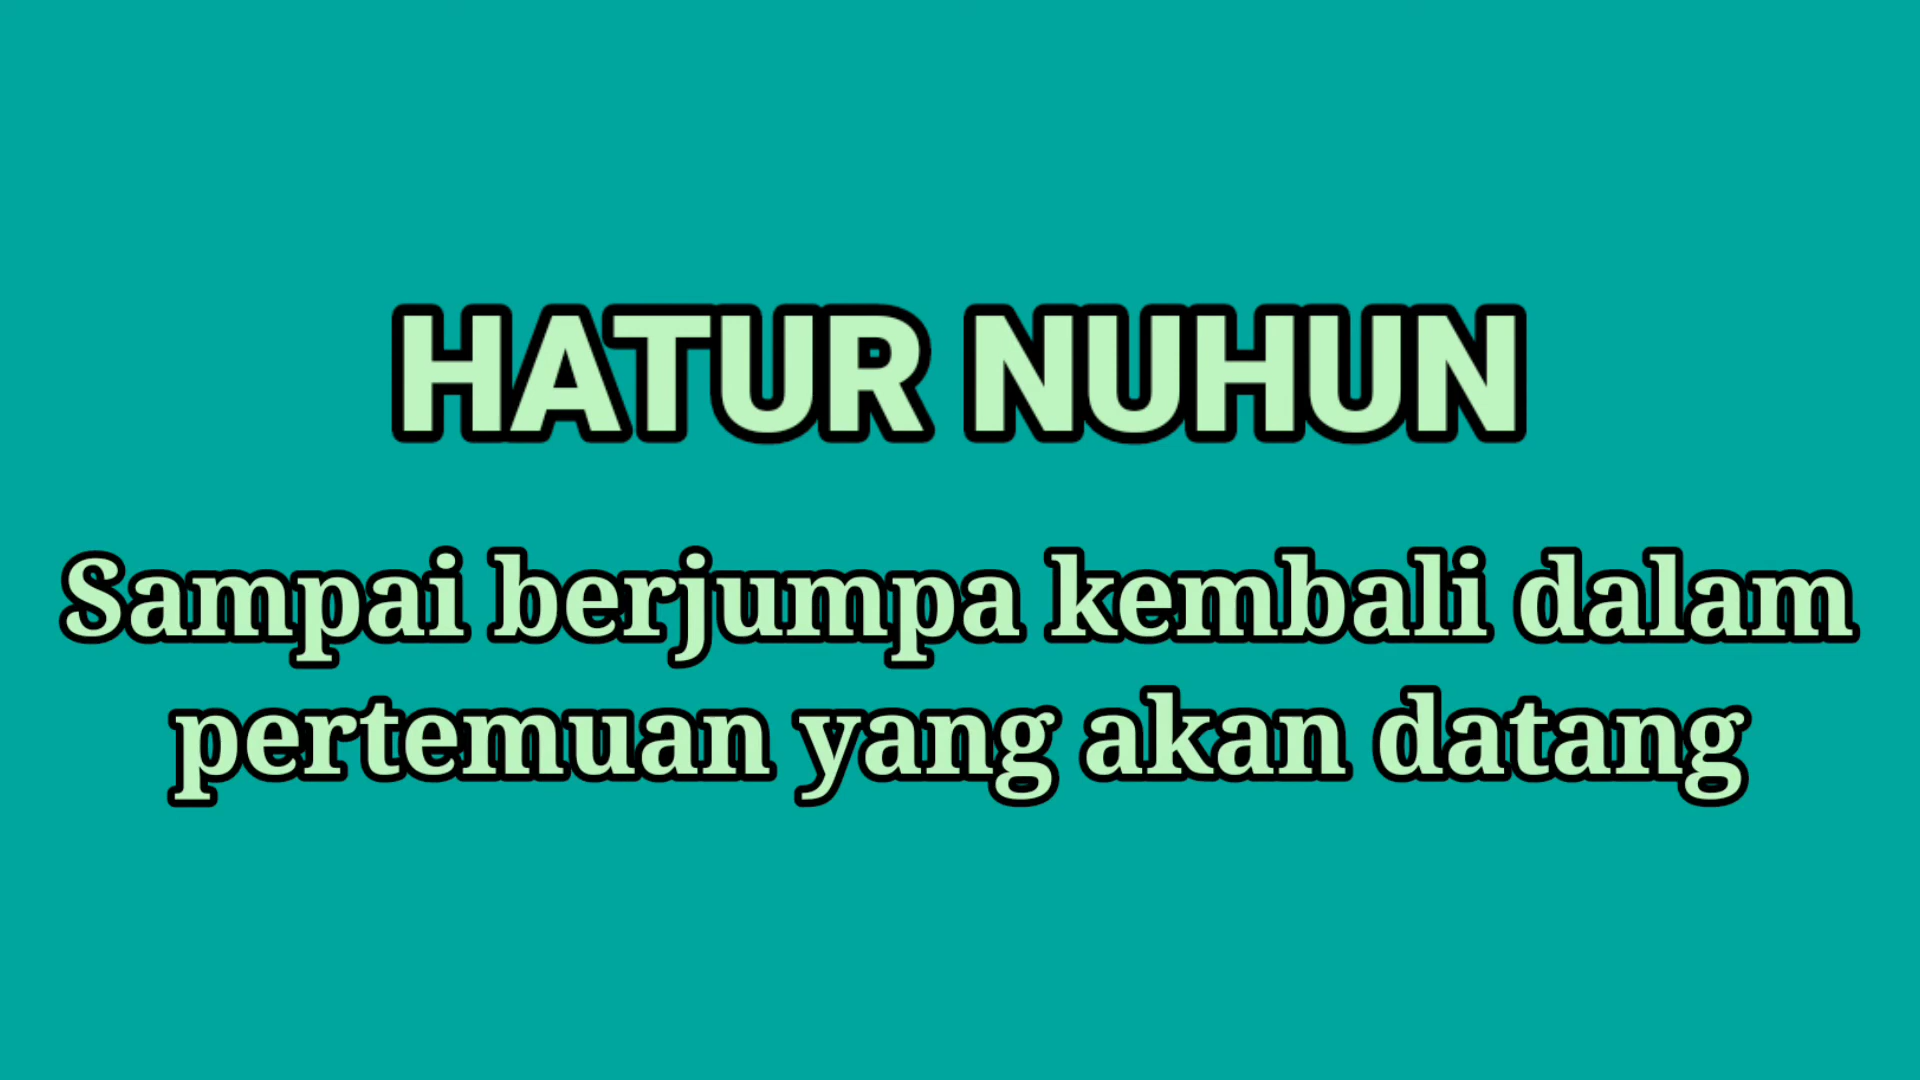 HATUR NUHUN
Sampai berjumpa kembali dalam
pertemuan yang akan datang